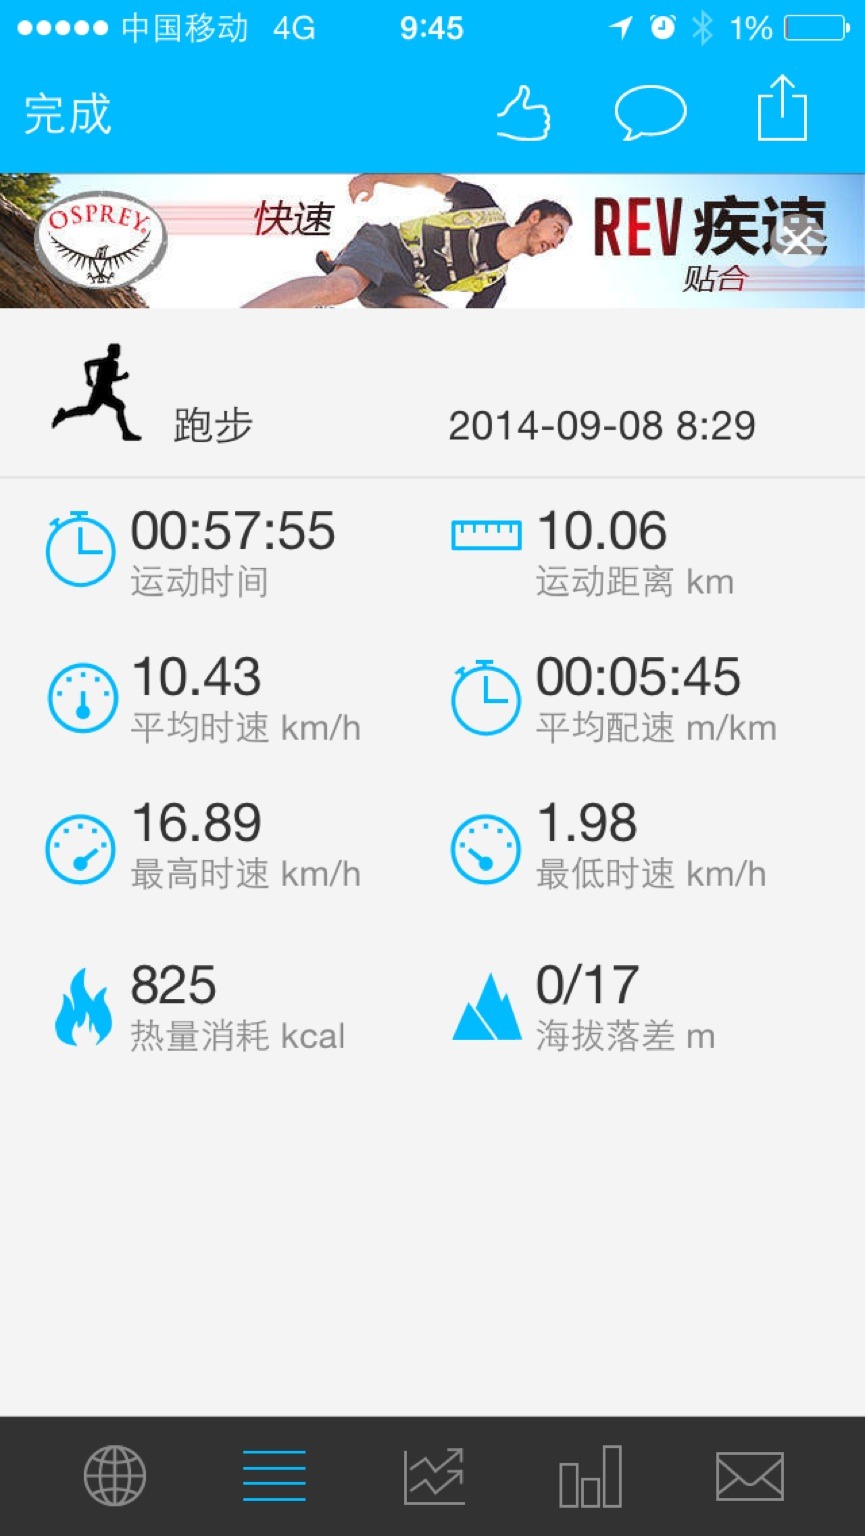 中国移动 4G 9:45 1%
完成
OSPREY 快速 REV 疾速
贴合
跑步 2014-09-08 8:29
00:57:55 10.06
运动时间 运动距离 km
10.43 00:05:45
平均时速 km/h 平均配速 m/km
16.89 1.98
最高时速 km/h 最低时速 km/h
825 0/17
热量消耗 kcal 海拔落差 m